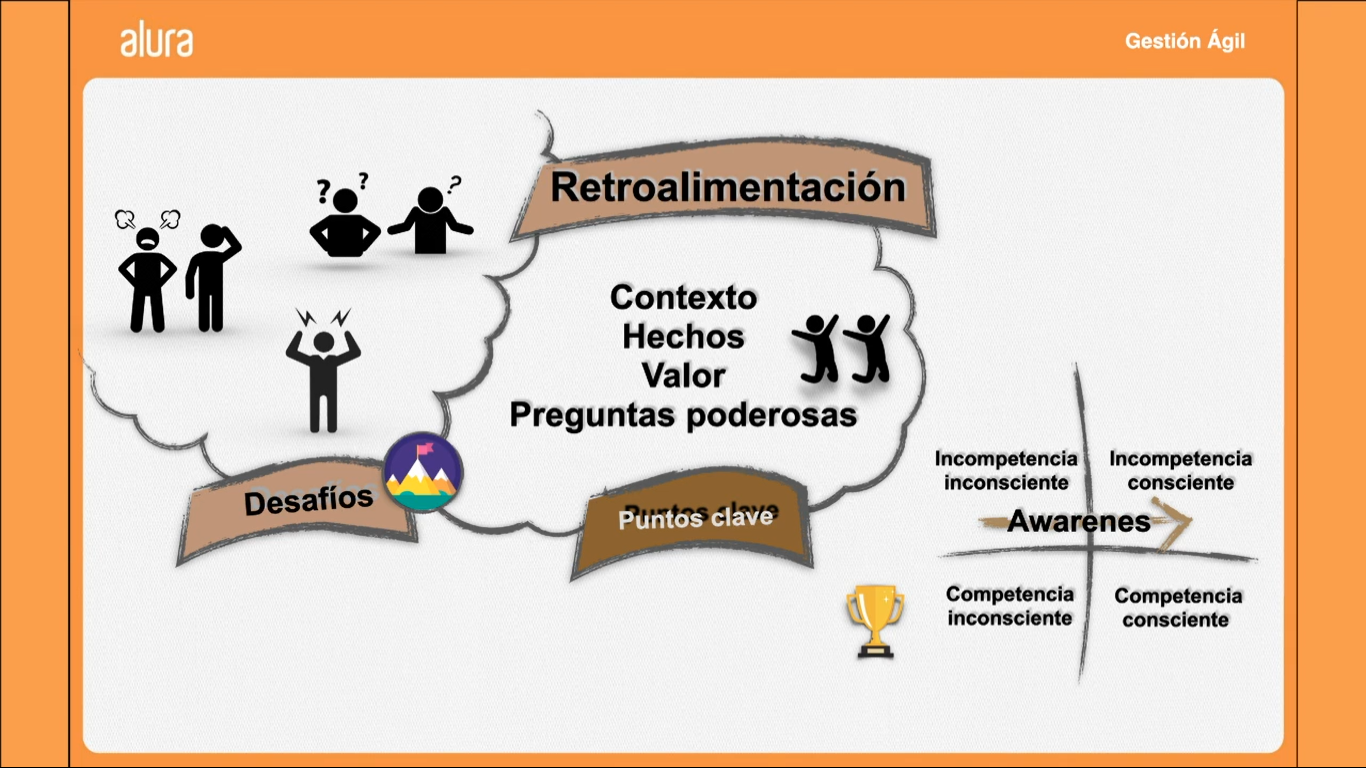 alura
Gestión Ágil
? ?
?
Retroalimentación
Contexto
Hechos
Valor
Preguntas poderosas
Desafíos
Puntos clave
Incompetencia
inconsciente
Incompetencia
consciente
Awarenes
Competencia
inconsciente
Competencia
consciente